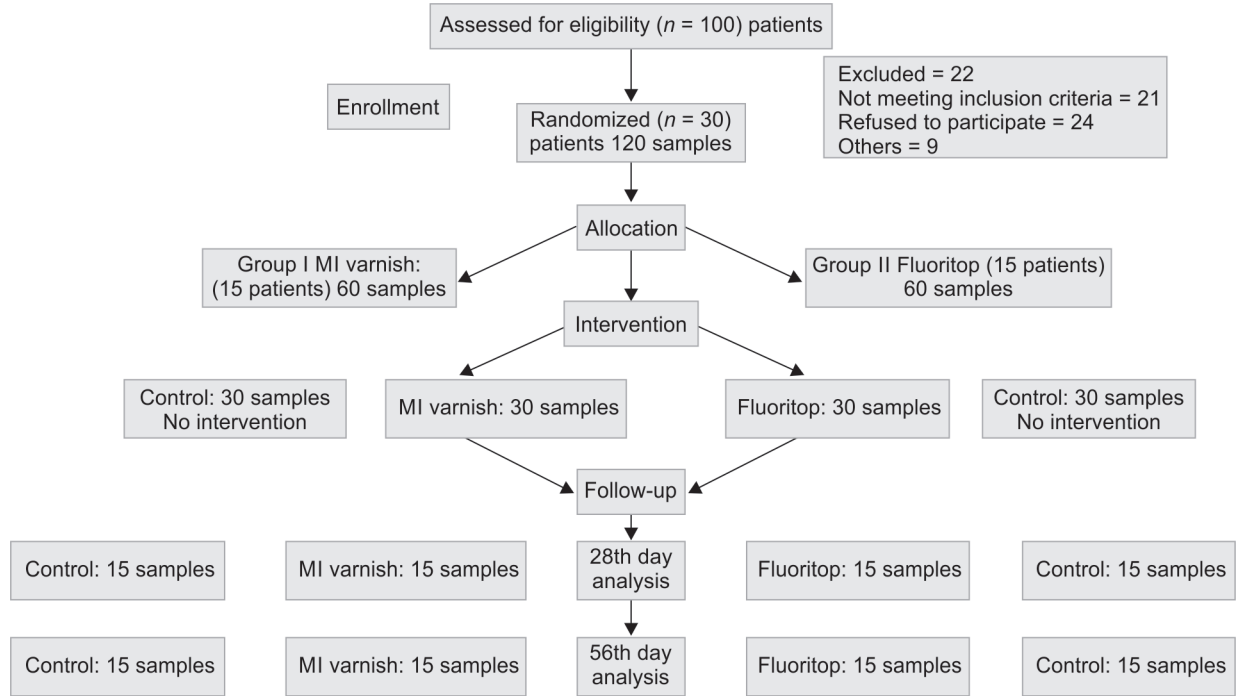 Assessed for eligibility (n = 100) patients
Enrollment
Randomized (n = 30)
patients 120 samples
Excluded = 22
Not meeting inclusion criteria = 21
Refused to participate = 24
Others = 9
Allocation
Group I MI varnish:
(15 patients) 60 samples
Group II Fluoritop (15 patients)
60 samples
Intervention
Control: 30 samples
No intervention
MI varnish: 30 samples
Fluoritop: 30 samples
Control: 30 samples
No intervention
Follow-up
Control: 15 samples
MI varnish: 15 samples
28th day
analysis
Fluoritop: 15 samples
Control: 15 samples
Control: 15 samples
MI varnish: 15 samples
56th day
analysis
Fluoritop: 15 samples
Control: 15 samples